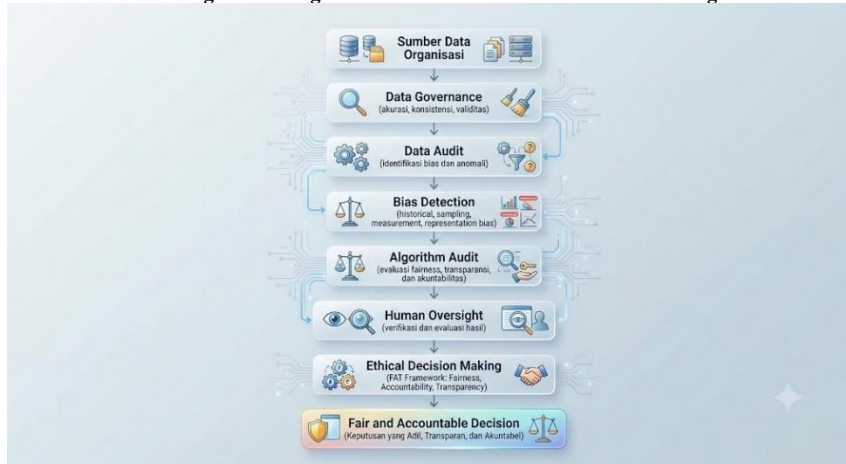 Sumber Data
Organisasi
Data Governance
(akurasi, konsistensi, validitas)
Data Audit
(identifikasi bias dan anomali)
Bias Detection
(historical, sampling,
measurement, representation bias)
Algorithm Audit
(evaluasi fairness, transparansi,
dan akuntabilitas)
Human Oversight
(verifikasi dan evaluasi hasil)
Ethical Decision Making
(FAT Framework: Fairness,
Accountability, Transparency)
Fair and Accountable Decision
(Keputusan yang Adil, Transparan, dan Akuntabel)